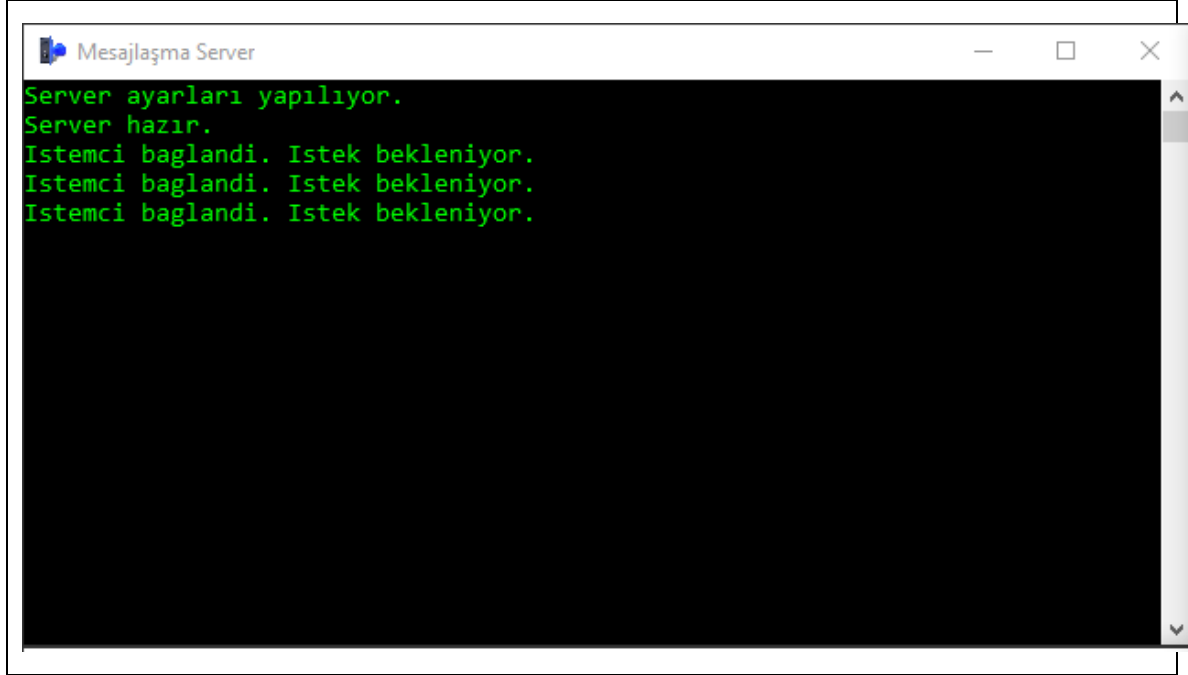 Mesajlaşma Server
Server ayarları yapılıyor.
Server hazır.
Istemci baglandi. Istek bekleniyor.
Istemci baglandi. Istek bekleniyor.
Istemci baglandi. Istek bekleniyor.